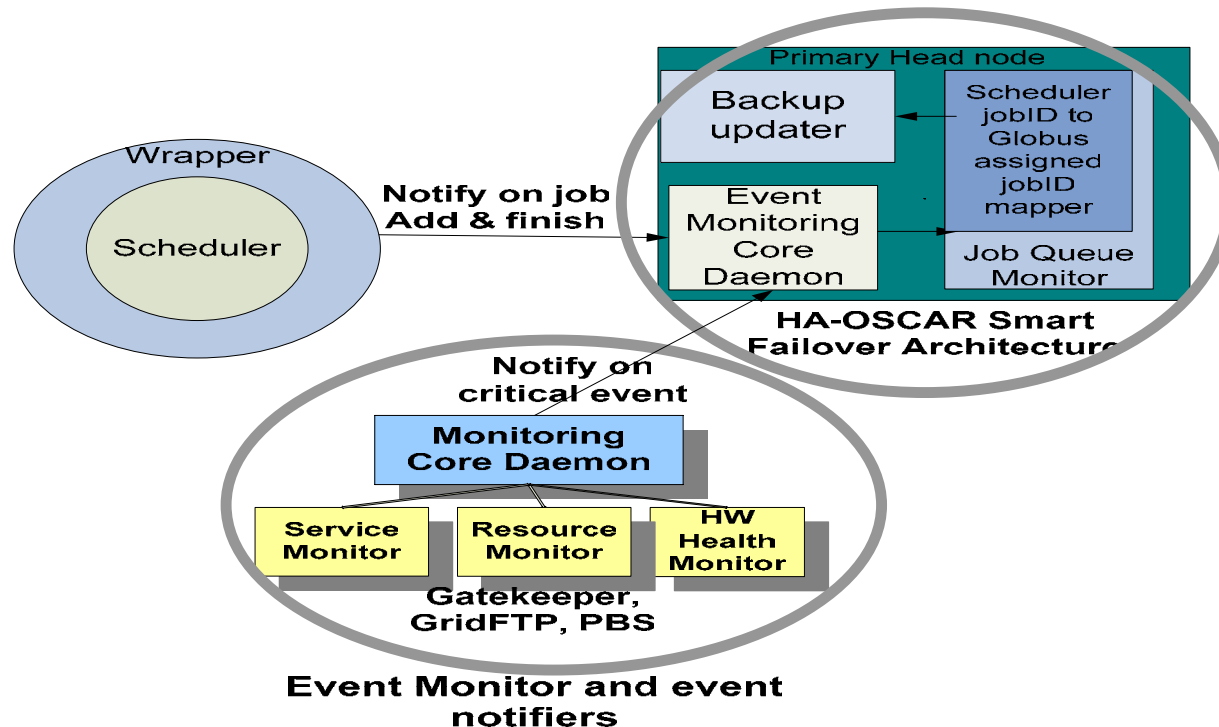 Primary Head node
Backup
updater
Scheduler
jobID to
Globus
assigned
jobID
mapper
Wrapper
Scheduler
Notify on job
Add & finish
Event
Monitoring
Core
Daemon
Job Queue
Monitor
HA-OSCAR Smart
Failover Architecture
Notify on
critical event
Monitoring
Core Daemon
Service
Monitor
Resource
Monitor
HW
Health
Monitor
Gatekeeper,
GridFTP, PBS
Event Monitor and event
notifiers